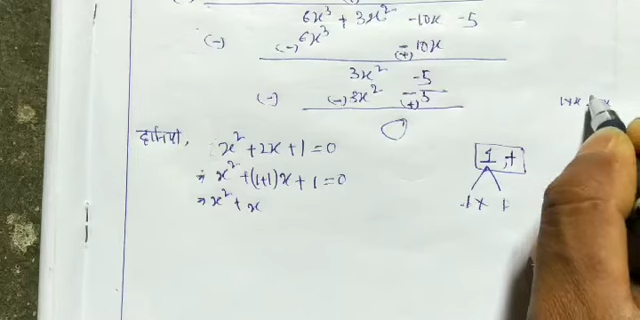 6x³ + 3x² -10x -5
(-) (-) 6x³ -10x
(+)
3x² -5
(-) (-) 3x² -5
(+)
0
x² + 2x + 1 = 0
⇒ x² + (1+1)x + 1 = 0
⇒ x² + x
1, +
1 x 1